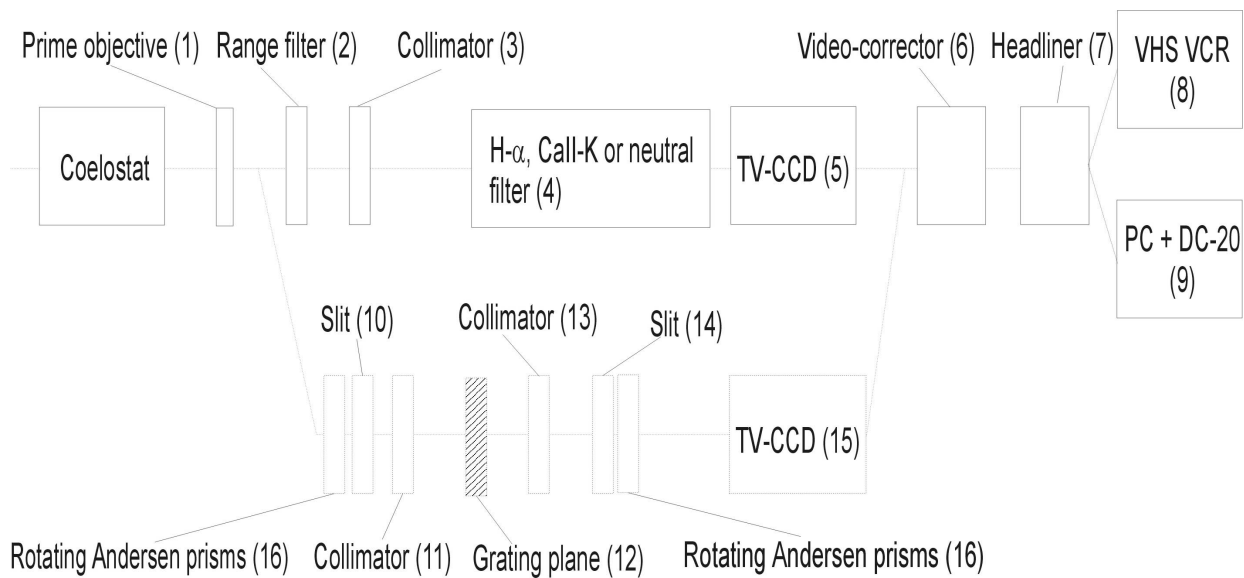 Prime objective (1)
Range filter (2)
Collimator (3)
Video-corrector (6)
Headliner (7)
VHS VCR
(8)
Coelostat
H-α, CaII-K or neutral
filter (4)
TV-CCD (5)
PC + DC-20
(9)
Slit (10)
Collimator (13)
Slit (14)
TV-CCD (15)
Rotating Andersen prisms (16)
Collimator (11)
Grating plane (12)
Rotating Andersen prisms (16)